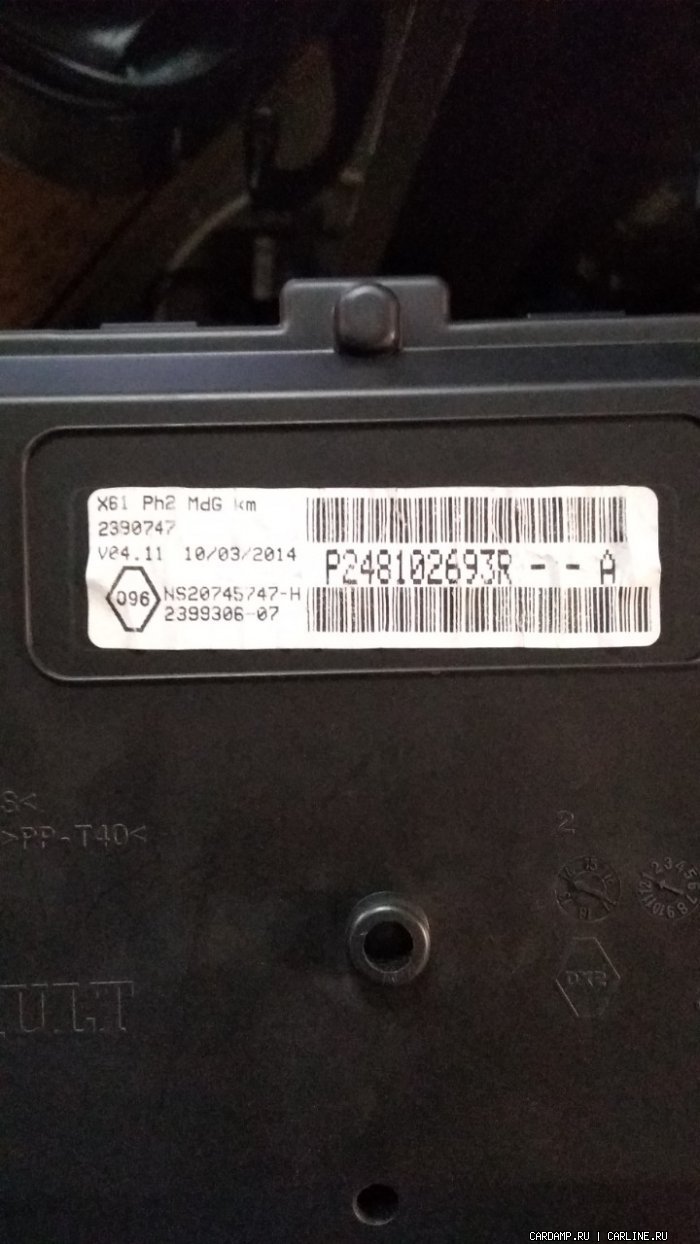 X61 Ph2 MdG km
2390747
V04.11 10/03/2014
096
NS20745747-H
2399306-07
P248102693R - - A
S<
>PP-T40<
2
ULT
CARDAMP.RU | CARLINE.RU